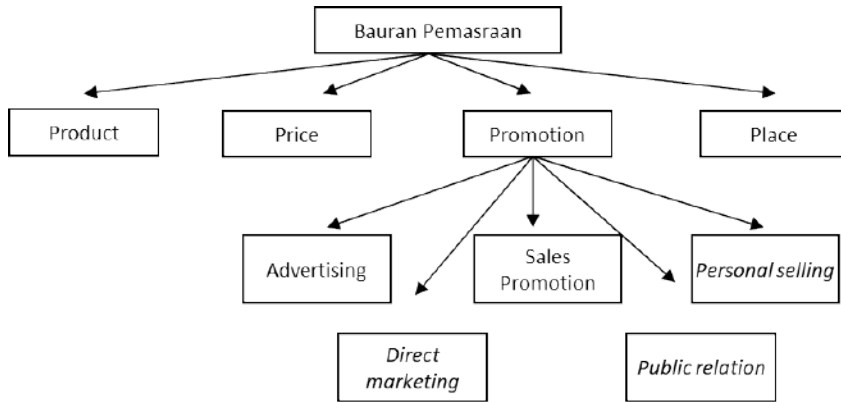 Bauran Pemasraan
Product
Price
Promotion
Place
Advertising
Sales
Promotion
Personal selling
Direct
marketing
Public relation